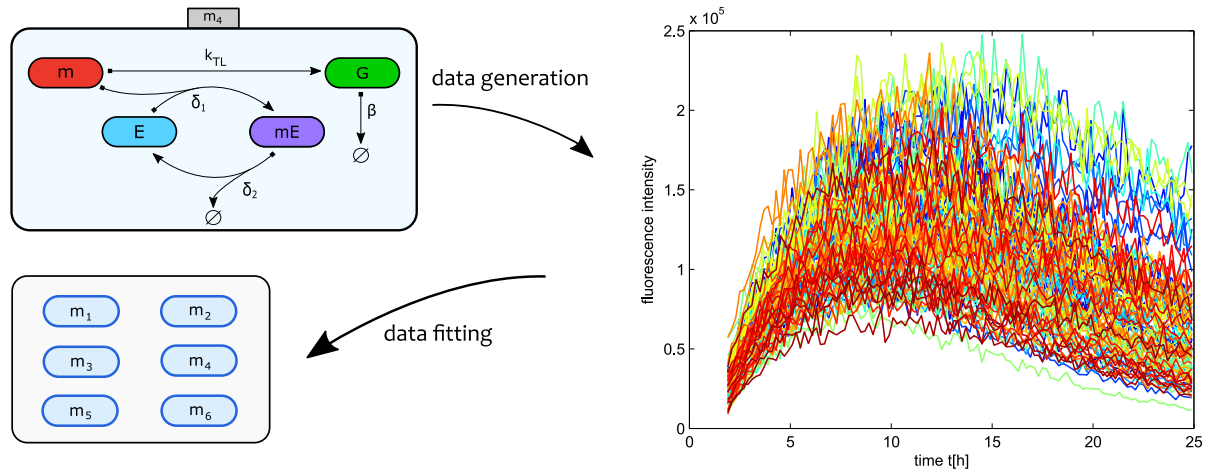 m4
m
kTL
G
δ1
β
E
mE
∅
δ2
∅
data generation
m1
m2
m3
m4
m5
m6
data fitting
x 10^5
2.5
2
1.5
1
0.5
0
fluorescence intensity
0
5
10
15
20
25
time t[h]